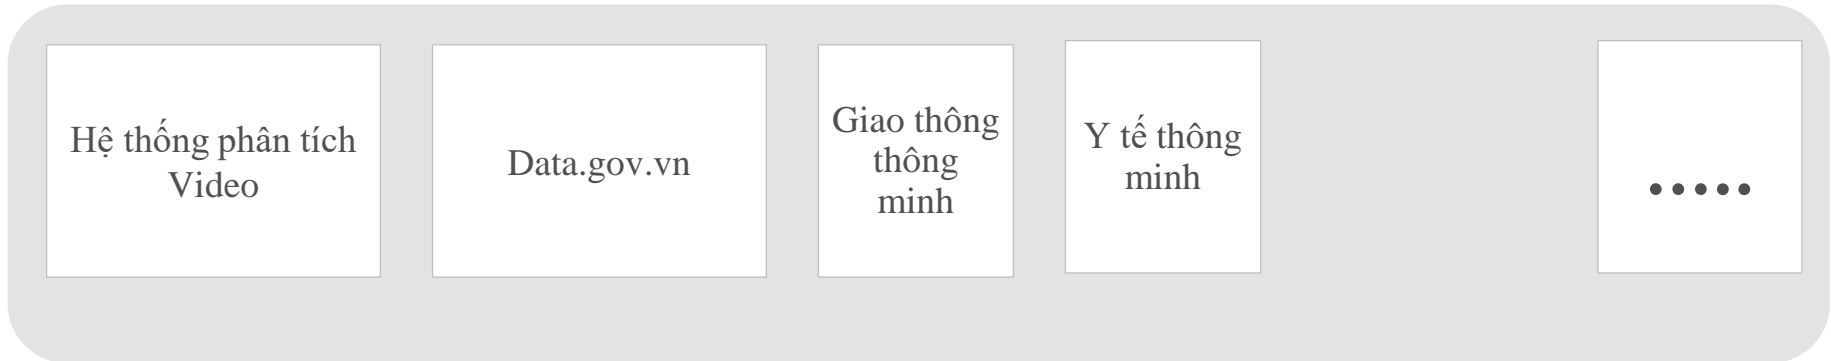 Hệ thống phân tích
Video
Data.gov.vn
Giao thông
thông
minh
Y tế thông
minh
.....